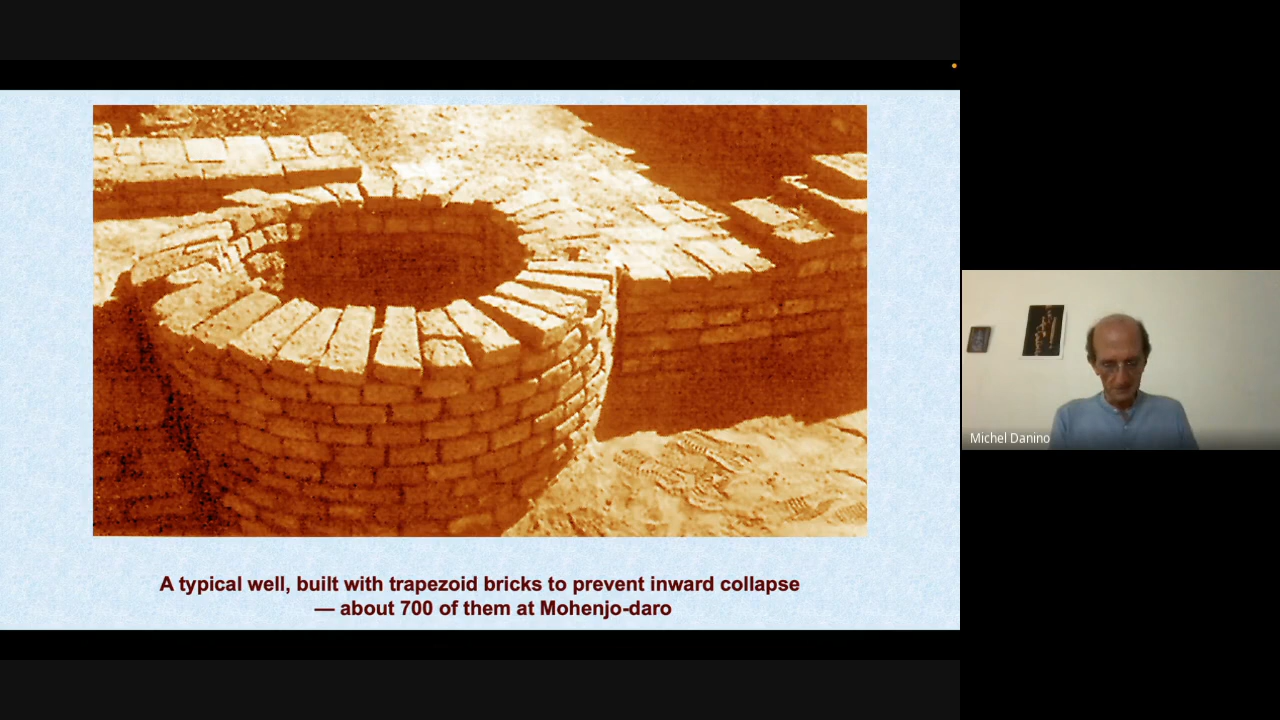 A typical well, built with trapezoid bricks to prevent inward collapse
— about 700 of them at Mohenjo-daro
Michel Danino